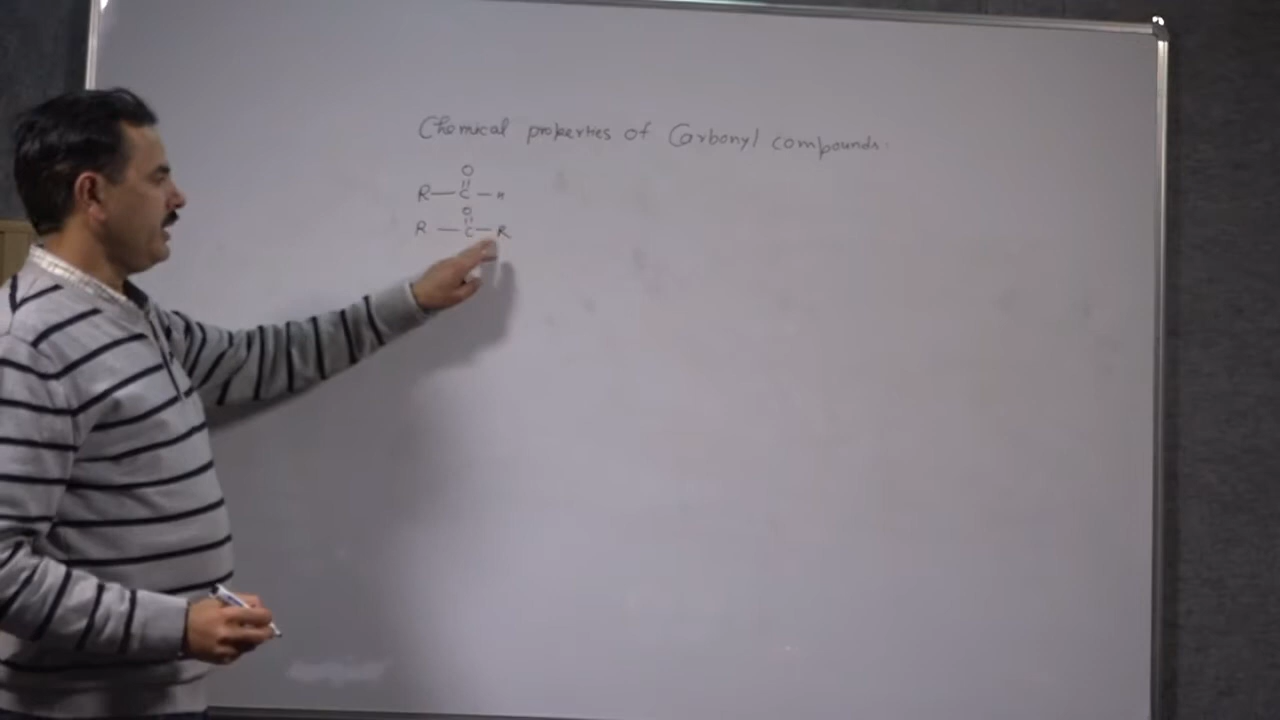 Chemical properties of Carbonyl compounds.
O
||
R — C — H
O
||
R — C — R